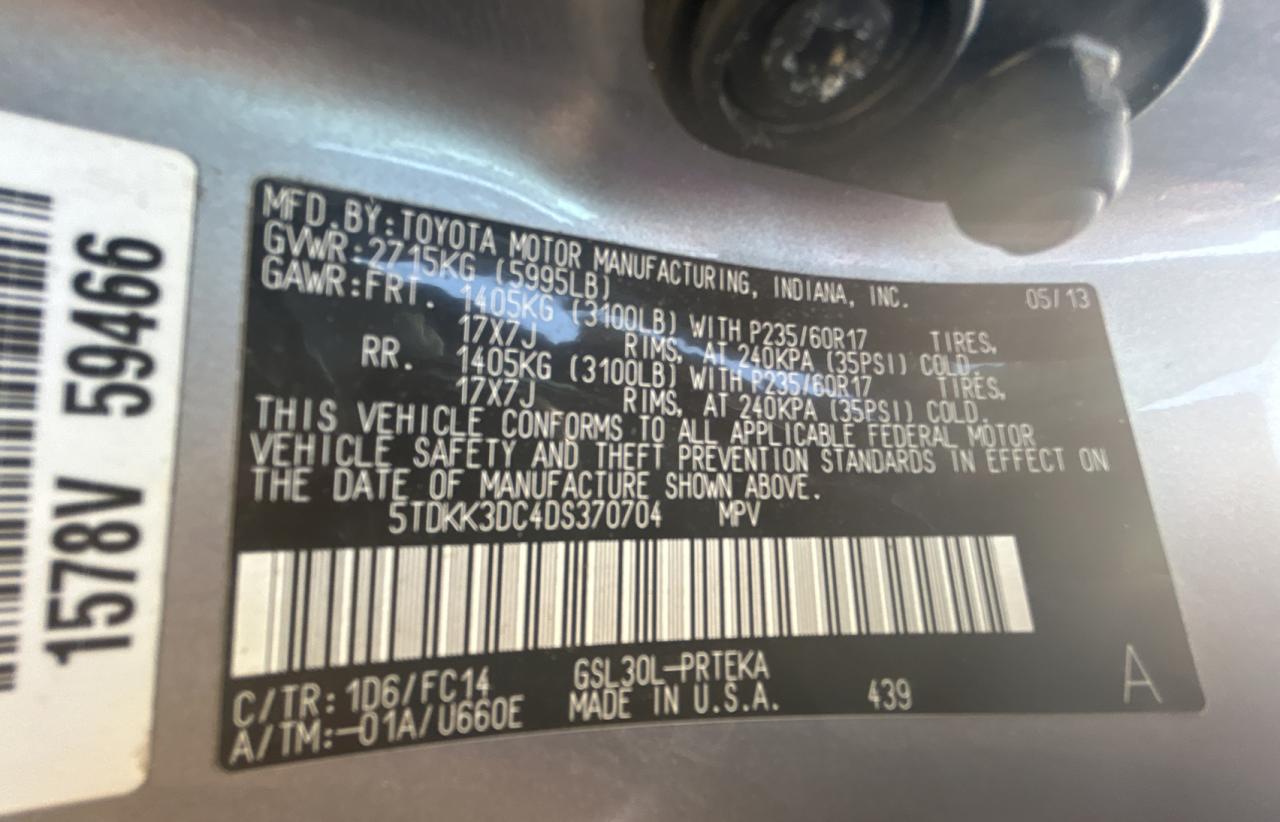 MFD.BY:TOYOTA MOTOR MANUFACTURING, INDIANA, INC. 05/13
GVWR:2715KG (5995LB)
GAWR:FRT. 1405KG (3100LB) WITH P235/60R17 TIRES,
17X7J RIMS, AT 240KPA (35PSI) COLD
RR. 1405KG (3100LB) WITH P235/60R17 TIRES,
17X7J RIMS, AT 240KPA (35PSI) COLD.
THIS VEHICLE CONFORMS TO ALL APPLICABLE FEDERAL MOTOR
VEHICLE SAFETY AND THEFT PREVENTION STANDARDS IN EFFECT ON
THE DATE OF MANUFACTURE SHOWN ABOVE.
5TDKK3DC4DS370704 MPV
C/TR: 1D6/FC14 GSL30L-PRTEKA
A/TM:-01A/U660E MADE IN U.S.A. 439
A
1578V 59466